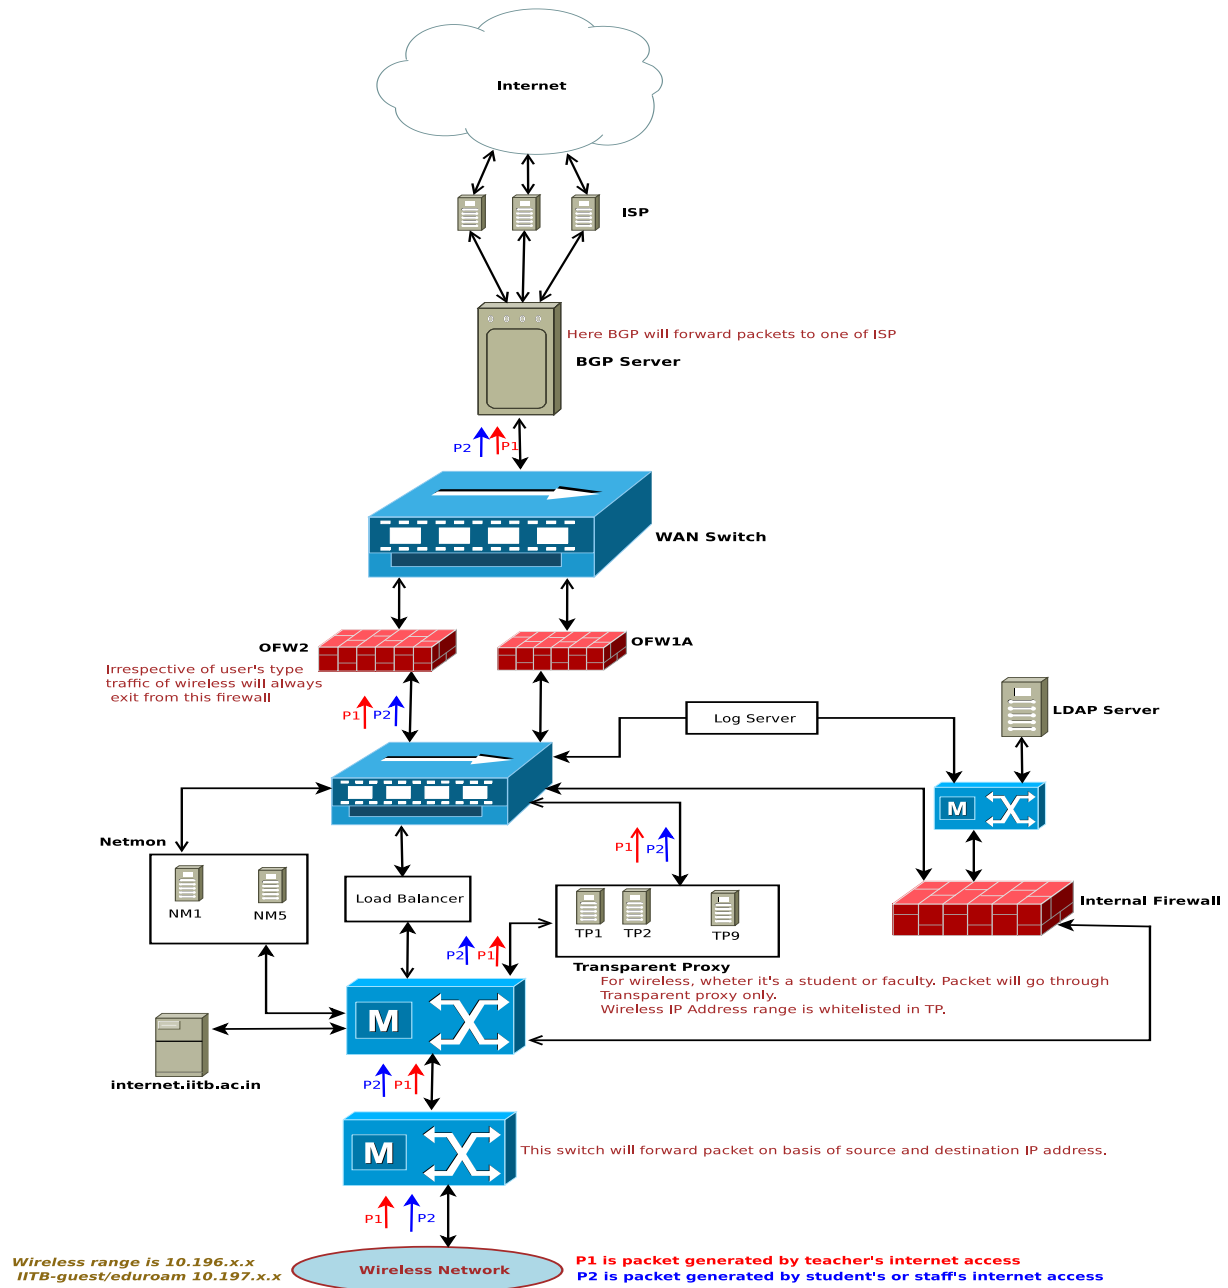 Internet
ISP
Here BGP will forward packets to one of ISP
BGP Server
P2
P1
WAN Switch
OFW2
OFW1A
Irrespective of user's type
traffic of wireless will always
exit from this firewall
P1
P2
Log Server
LDAP Server
M
Netmon
P1
P2
NM1
NM5
Load Balancer
TP1
TP2
TP9
Internal Firewall
P2
P1
Transparent Proxy
For wireless, wheter it's a student or faculty. Packet will go through
Transparent proxy only.
Wireless IP Address range is whitelisted in TP.
M
internet.iitb.ac.in
P2
P1
M
This switch will forward packet on basis of source and destination IP address.
P1
P2
Wireless range is 10.196.x.x
IITB-guest/eduroam 10.197.x.x
Wireless Network
P1 is packet generated by teacher's internet access
P2 is packet generated by student's or staff's internet access